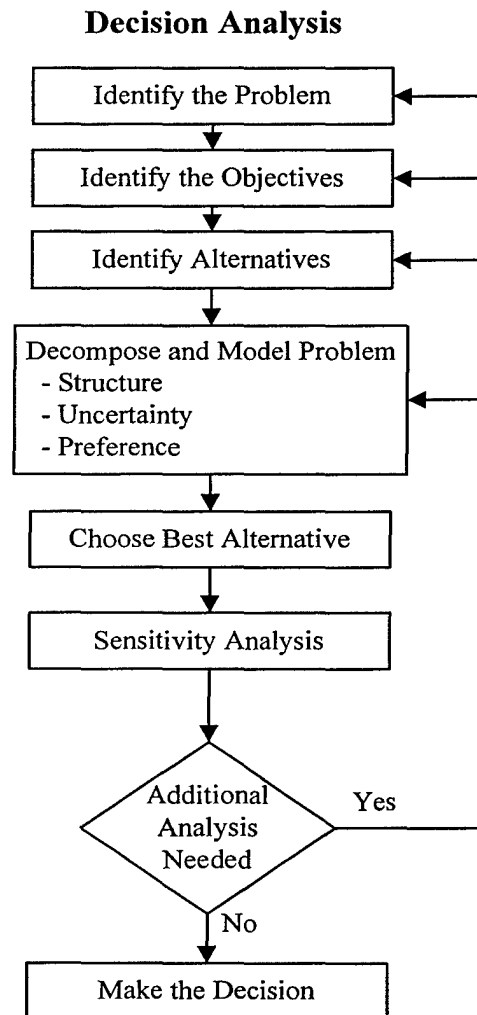 Decision Analysis
Identify the Problem
Identify the Objectives
Identify Alternatives
Decompose and Model Problem
- Structure
- Uncertainty
- Preference
Choose Best Alternative
Sensitivity Analysis
Additional
Analysis
Needed
Yes
No
Make the Decision